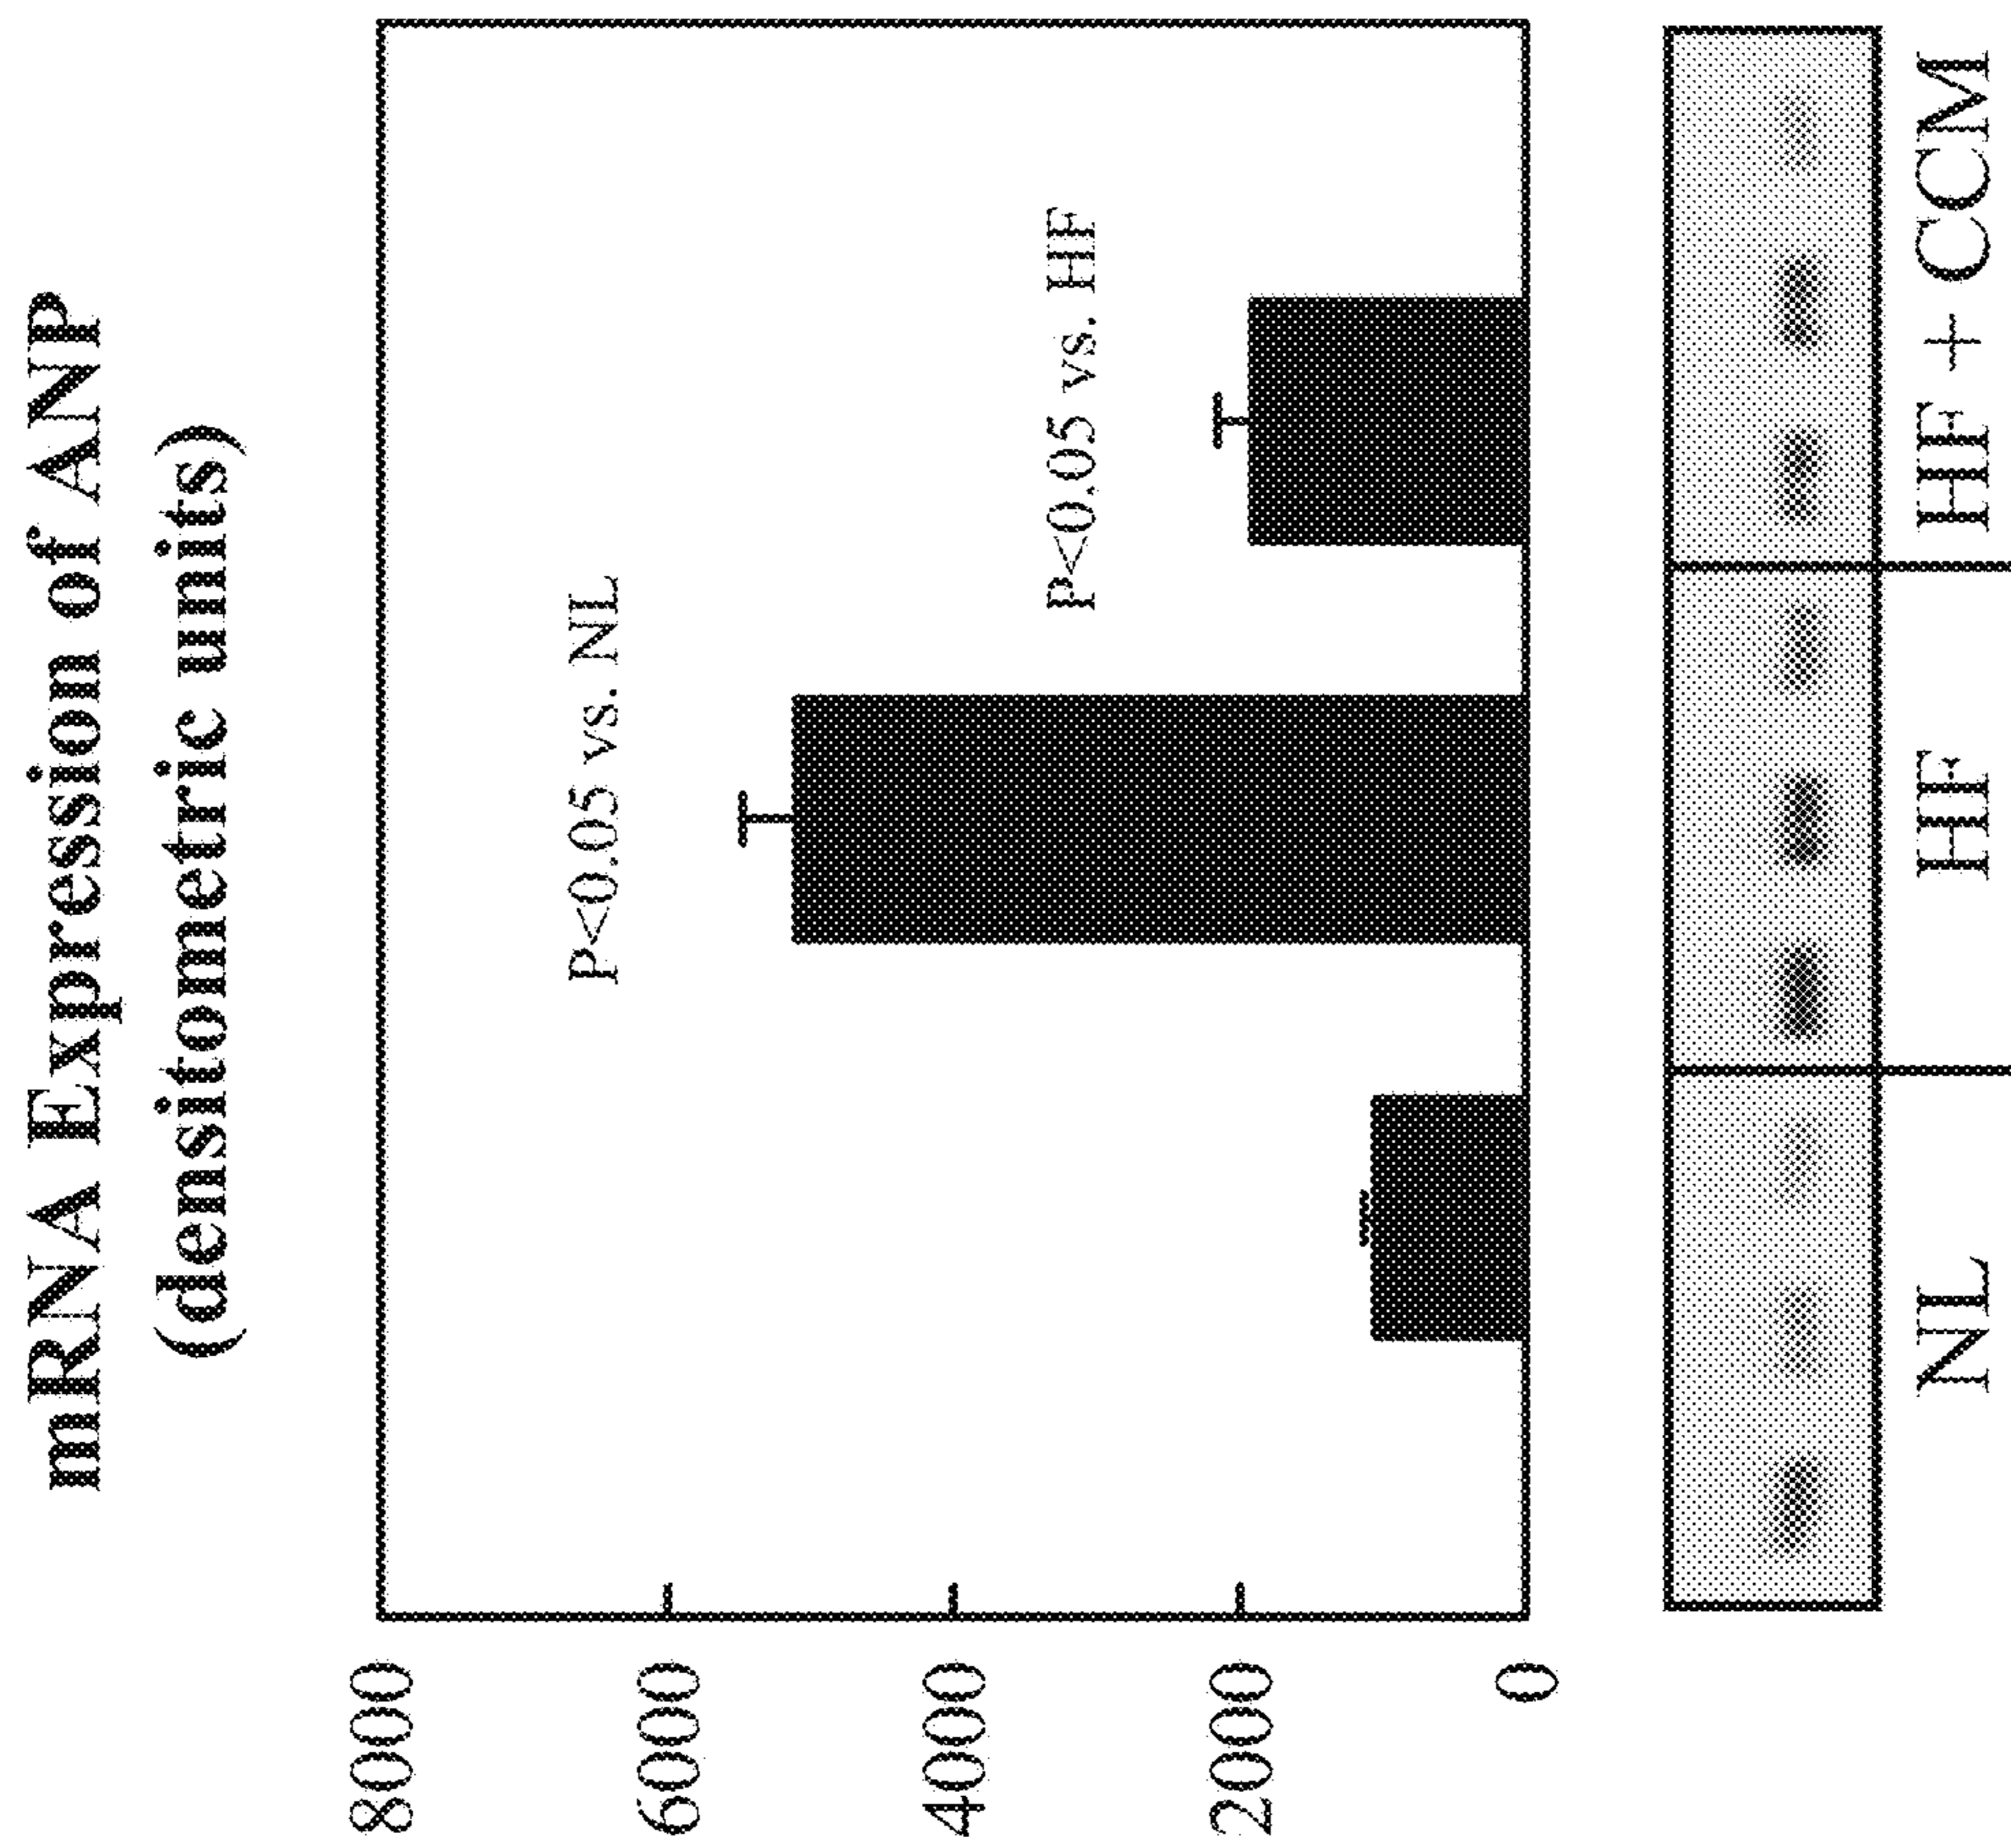 mRNA Expression of ANP
(densitometric units)
8000
6000
4000
2000
0
P<0.05 vs. NL
P<0.05 vs. HF
NL
HF
HF + CCM